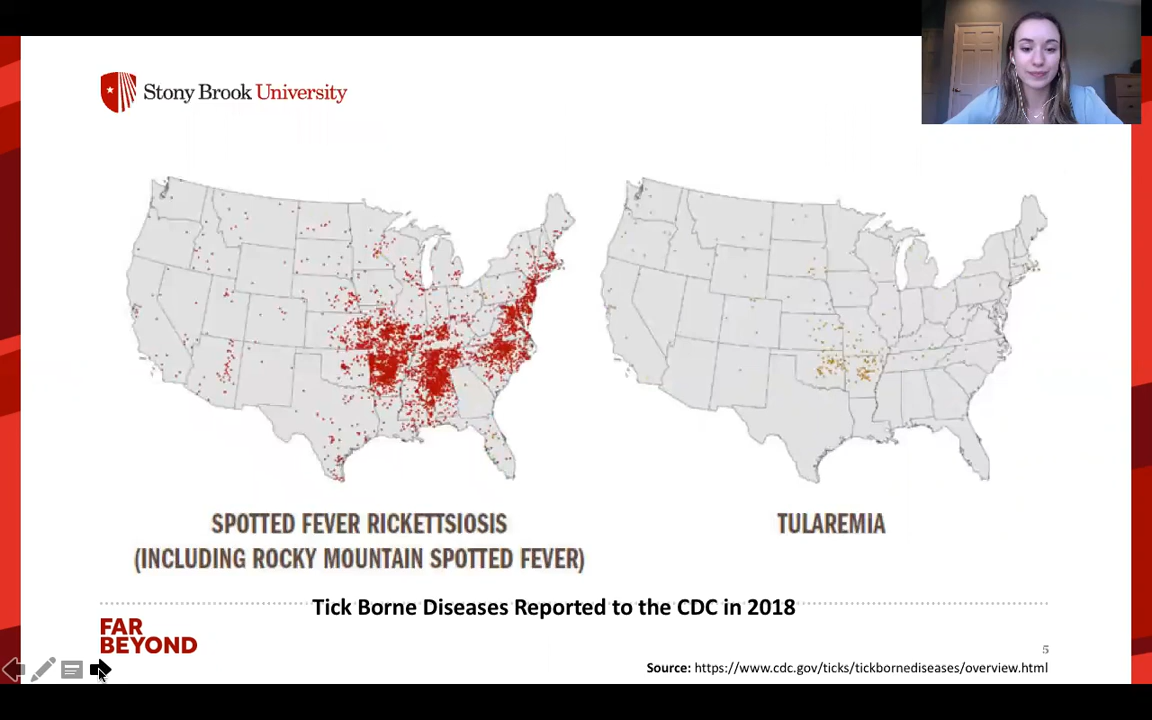 Stony Brook University
SPOTTED FEVER RICKETTSIOSIS
(INCLUDING ROCKY MOUNTAIN SPOTTED FEVER)
TULAREMIA
Tick Borne Diseases Reported to the CDC in 2018
FAR
BEYOND
5
Source: https://www.cdc.gov/ticks/tickbornediseases/overview.html